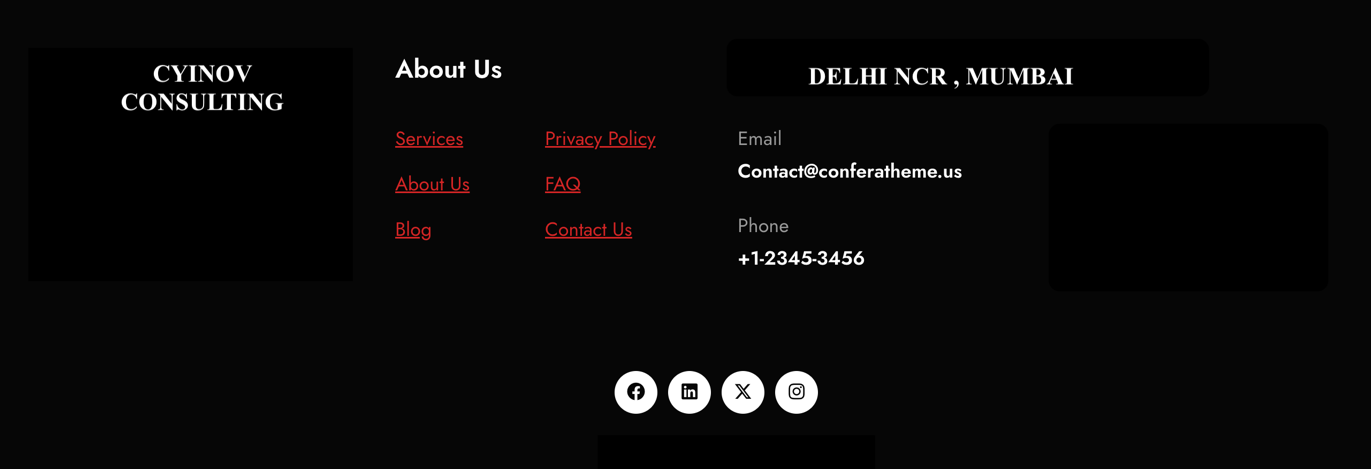 CYINOV
CONSULTING
About Us
Services
About Us
Blog
Privacy Policy
FAQ
Contact Us
DELHI NCR , MUMBAI
Email
Contact@conferatheme.us
Phone
+1-2345-3456